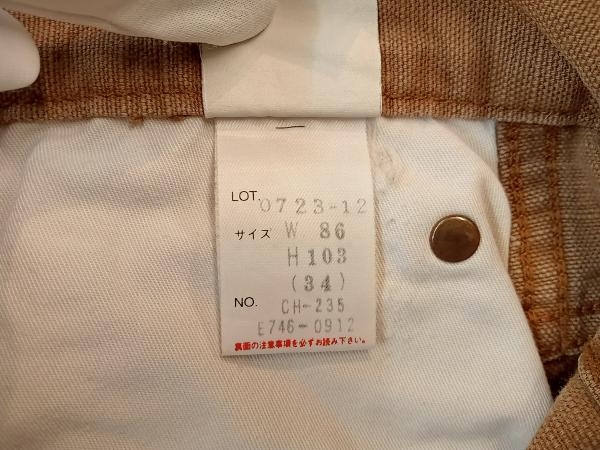 LOT. 0723-12
サイズ W 86
H 103
(34)
NO. CH-235
E746-0912
裏面の注意事項を必ずお読み下さい。